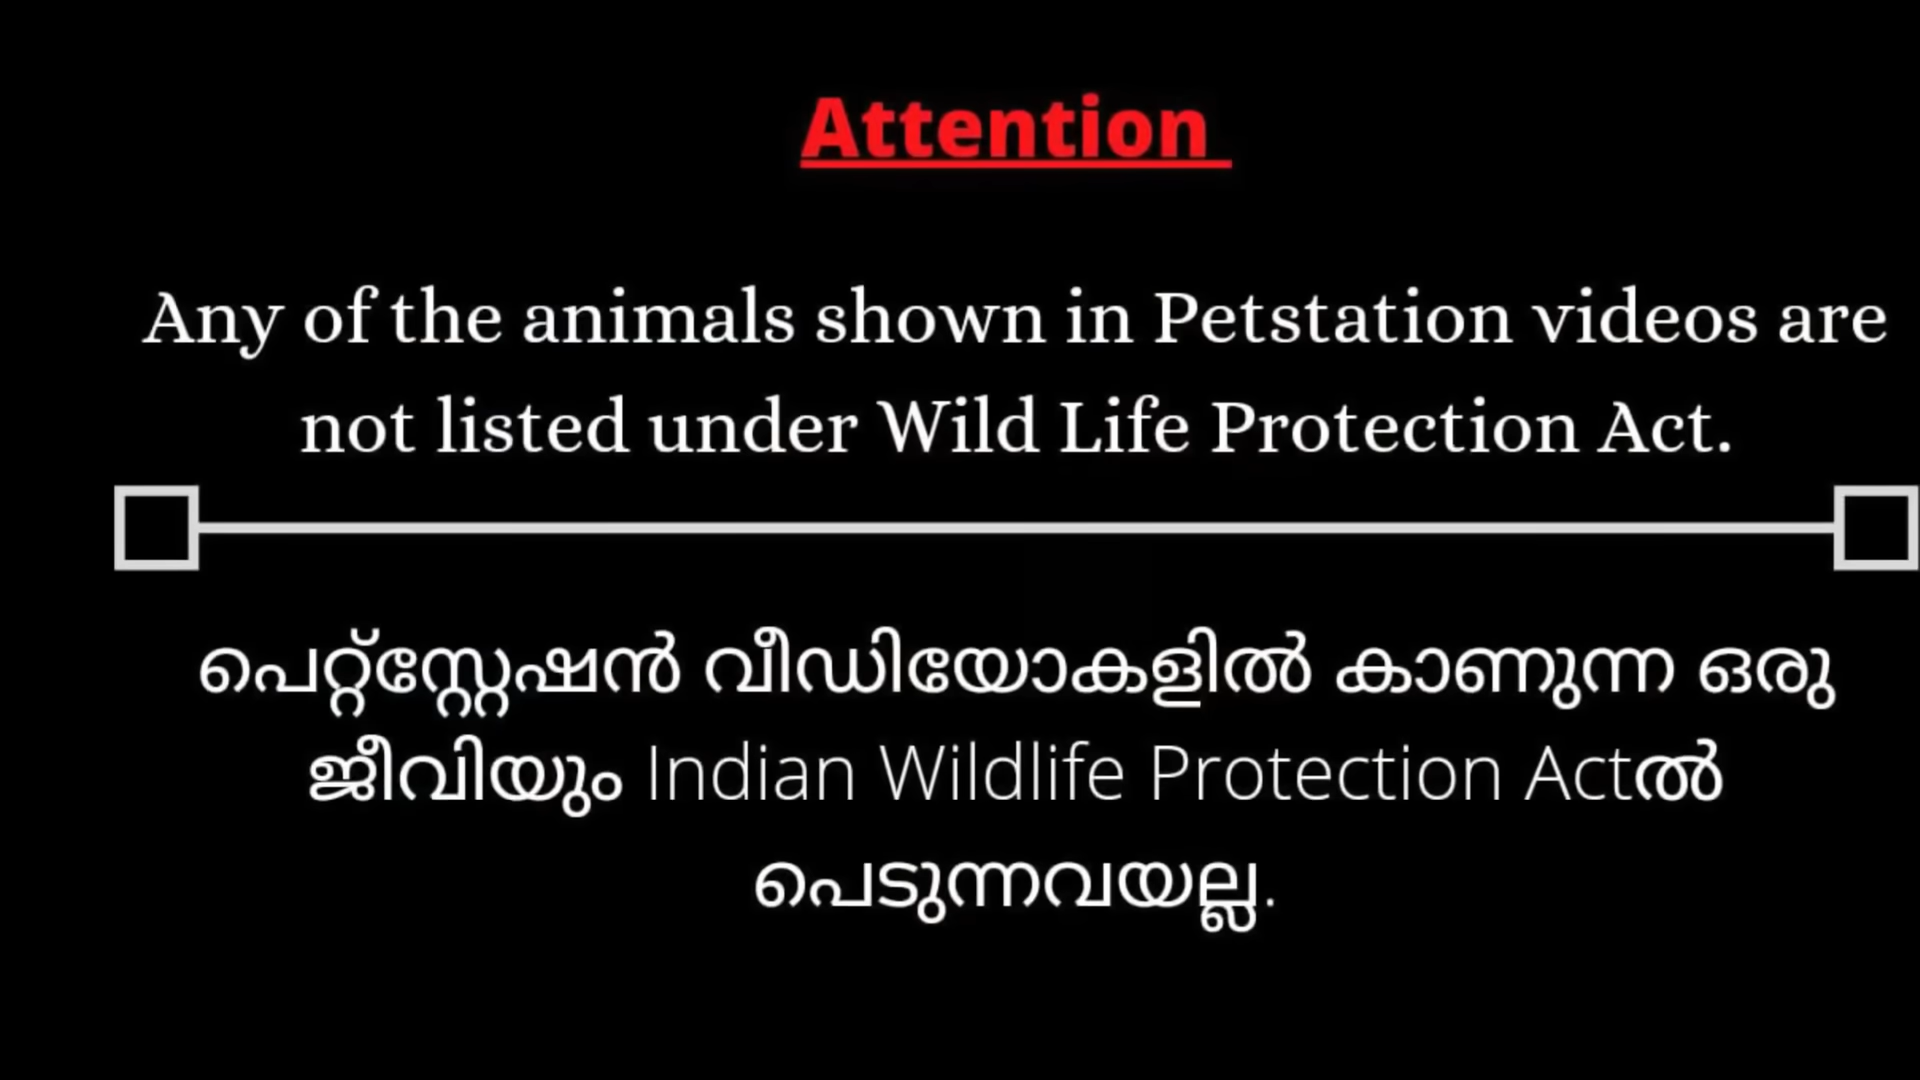 Attention
Any of the animals shown in Petstation videos are
not listed under Wild Life Protection Act.
പെറ്റ്സ്റ്റേഷൻ വീഡിയോകളിൽ കാണുന്ന ഒരു
ജീവിയും Indian Wildlife Protection Actൽ
പെടുന്നവയല്ല.